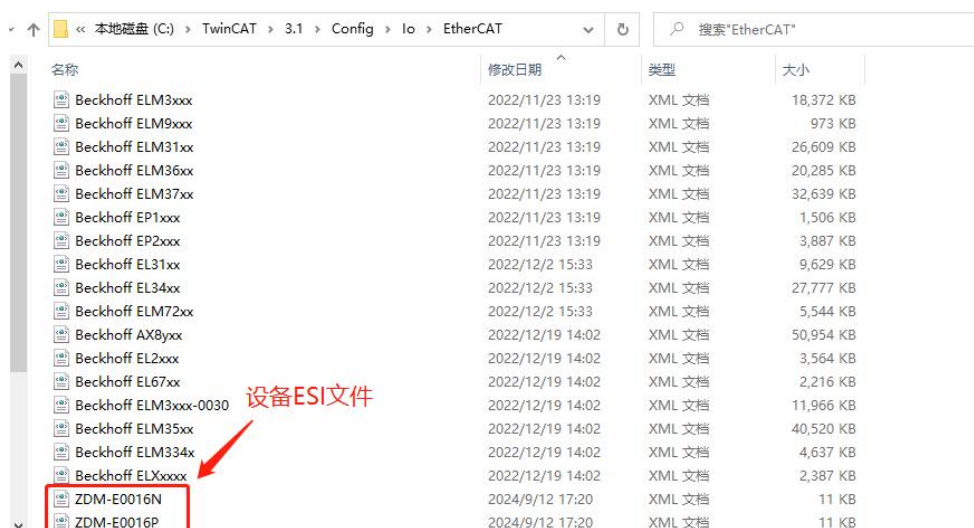 « 本地磁盘 (C:) › TwinCAT › 3.1 › Config › Io › EtherCAT 搜索"EtherCAT"
名称 修改日期 类型 大小
Beckhoff ELM3xxx 2022/11/23 13:19 XML 文档 18,372 KB
Beckhoff ELM9xxx 2022/11/23 13:19 XML 文档 973 KB
Beckhoff ELM31xx 2022/11/23 13:19 XML 文档 26,609 KB
Beckhoff ELM36xx 2022/11/23 13:19 XML 文档 20,285 KB
Beckhoff ELM37xx 2022/11/23 13:19 XML 文档 32,639 KB
Beckhoff EP1xxx 2022/11/23 13:19 XML 文档 1,506 KB
Beckhoff EP2xxx 2022/11/23 13:19 XML 文档 3,887 KB
Beckhoff EL31xx 2022/12/2 15:33 XML 文档 9,629 KB
Beckhoff EL34xx 2022/12/2 15:33 XML 文档 27,777 KB
Beckhoff ELM72xx 2022/12/2 15:33 XML 文档 5,544 KB
Beckhoff AX8yxx 2022/12/19 14:02 XML 文档 50,954 KB
Beckhoff EL2xxx 2022/12/19 14:02 XML 文档 3,564 KB
Beckhoff EL67xx 2022/12/19 14:02 XML 文档 2,216 KB
Beckhoff ELM3xxx-0030 2022/12/19 14:02 XML 文档 11,966 KB
设备ESI文件
Beckhoff ELM35xx 2022/12/19 14:02 XML 文档 40,520 KB
Beckhoff ELM334x 2022/12/19 14:02 XML 文档 4,637 KB
Beckhoff ELXxxxx 2022/12/19 14:02 XML 文档 2,387 KB
ZDM-E0016N 2024/9/12 17:20 XML 文档 11 KB
ZDM-E0016P 2024/9/12 17:20 XML 文档 11 KB